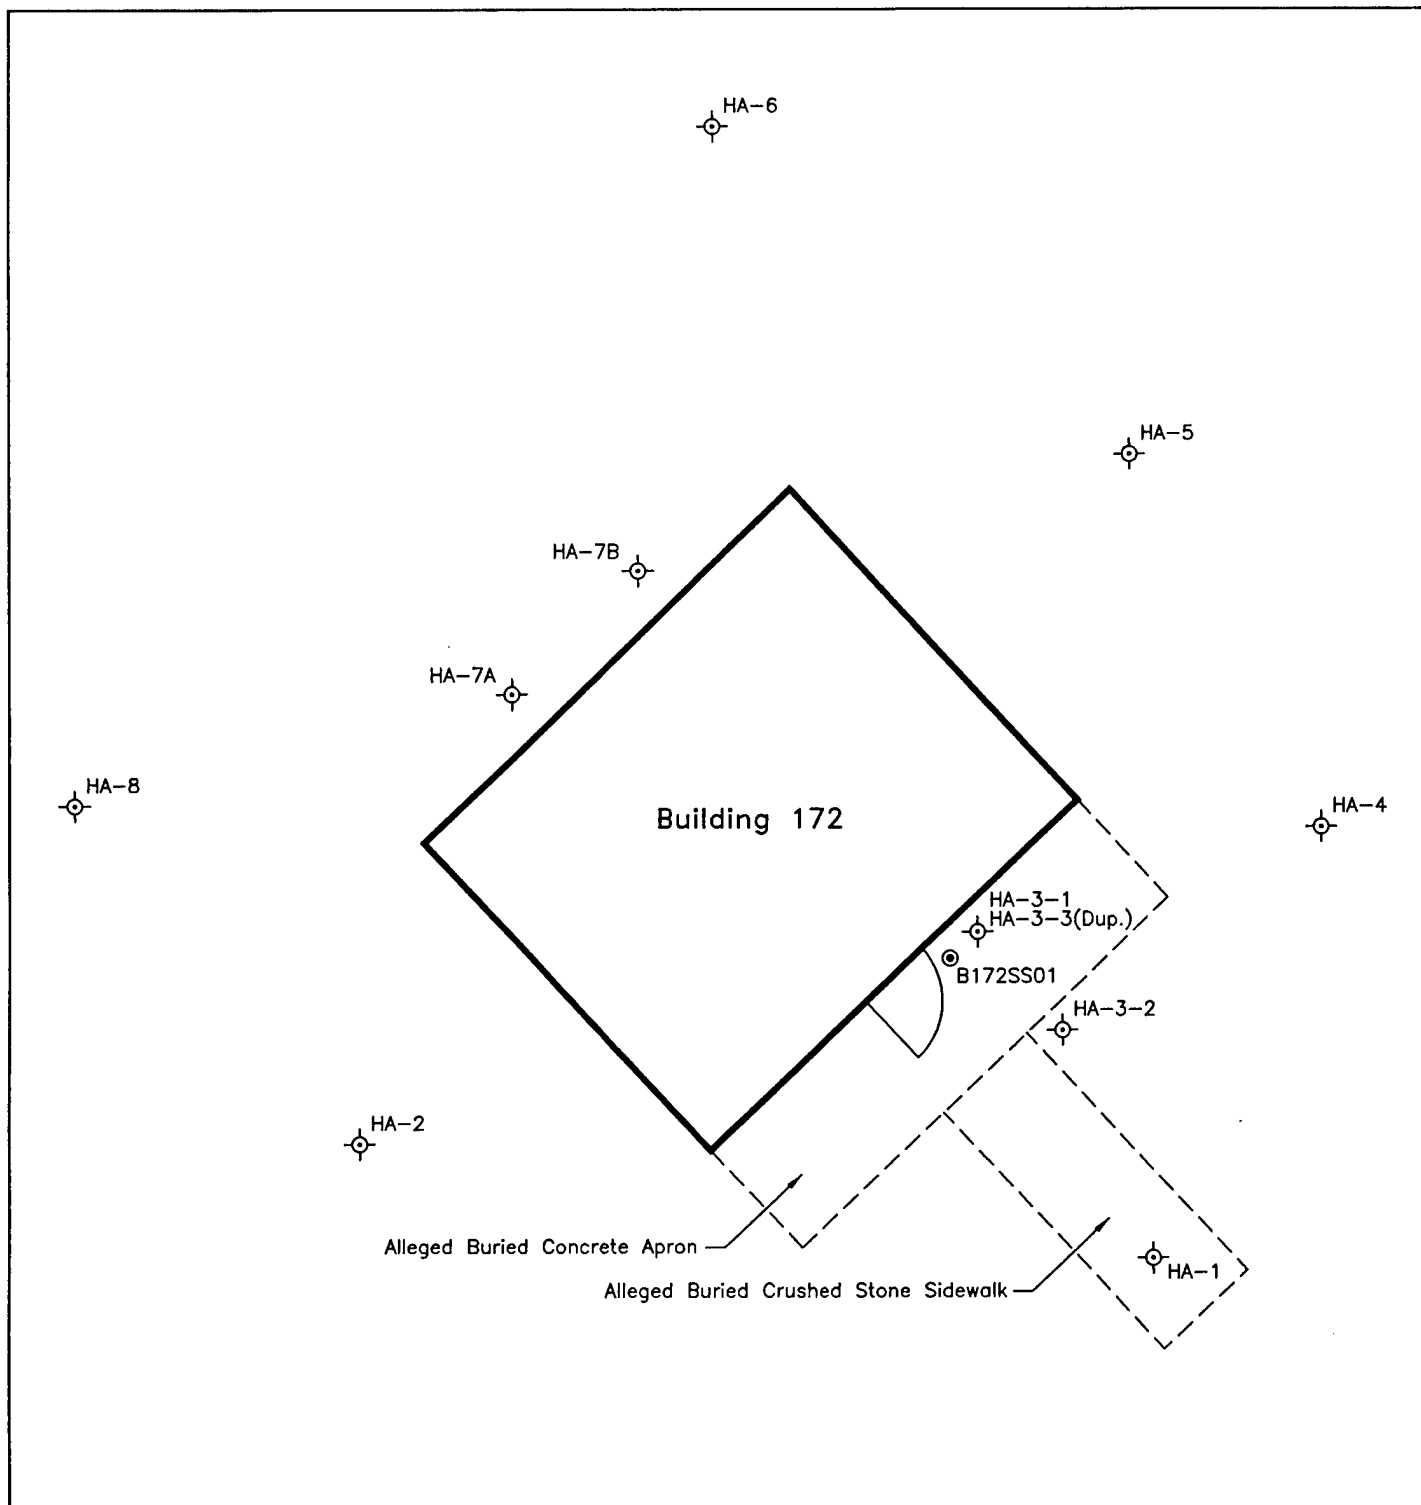 HA-6
HA-5
HA-7B
HA-7A
HA-8
HA-4
Building 172
HA-3-1
HA-3-3(Dup.)
B172SS01
HA-3-2
HA-2
Alleged Buried Concrete Apron
HA-1
Alleged Buried Crushed Stone Sidewalk